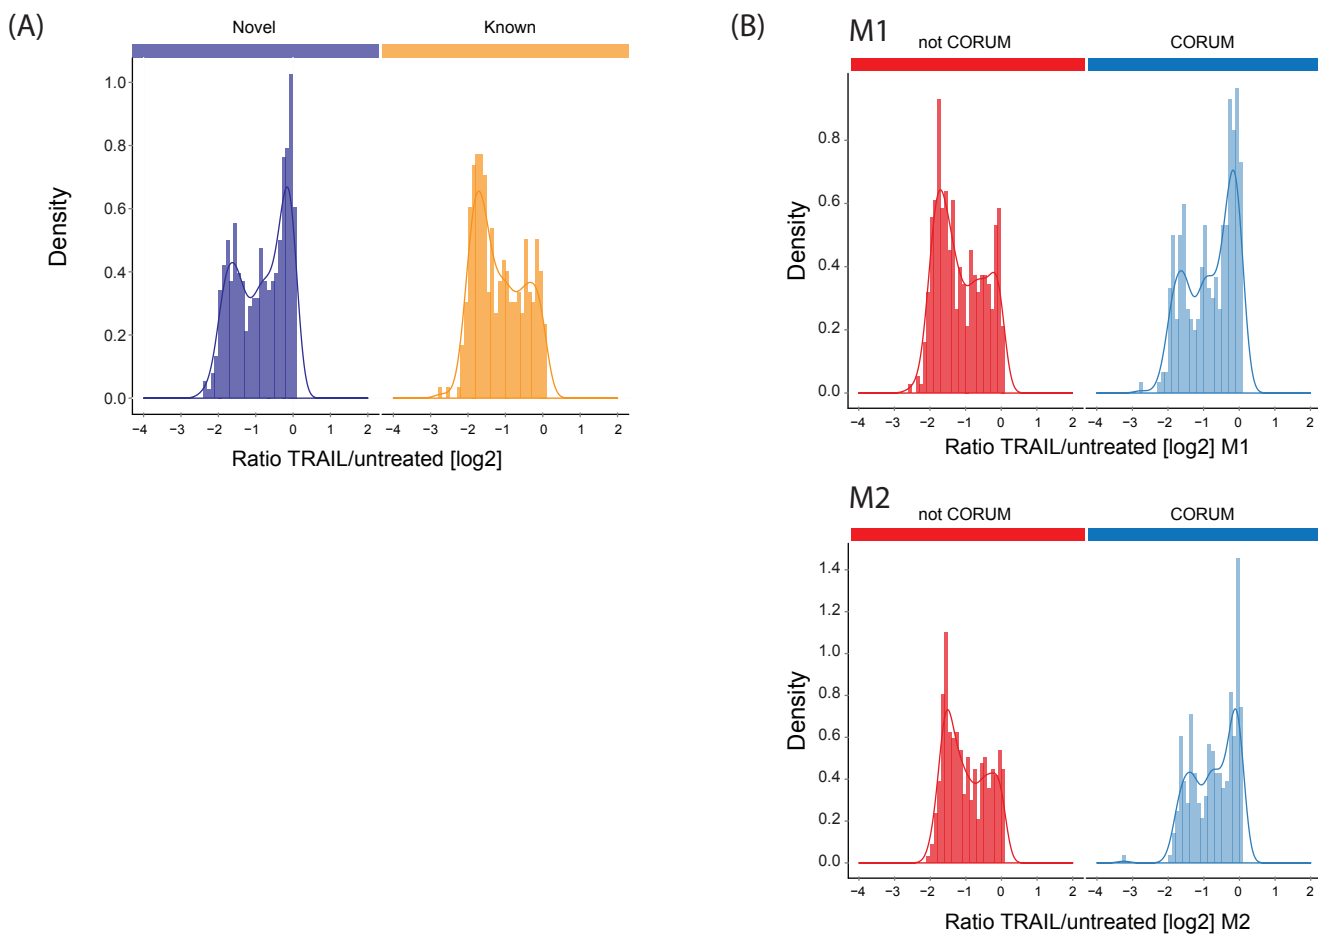 (A)
Novel
Known
1.0
0.8
0.6
0.4
0.2
0.0
Density
−4 −3 −2 −1 0 1 2
−4 −3 −2 −1 0 1 2
Ratio TRAIL/untreated [log2]
(B)
M1
not CORUM
CORUM
0.8
0.6
0.4
0.2
0.0
Density
−4 −3 −2 −1 0 1 2
−4 −3 −2 −1 0 1 2
Ratio TRAIL/untreated [log2] M1
M2
not CORUM
CORUM
1.4
1.2
1.0
0.8
0.6
0.4
0.2
0.0
Density
−4 −3 −2 −1 0 1 2
−4 −3 −2 −1 0 1 2
Ratio TRAIL/untreated [log2] M2